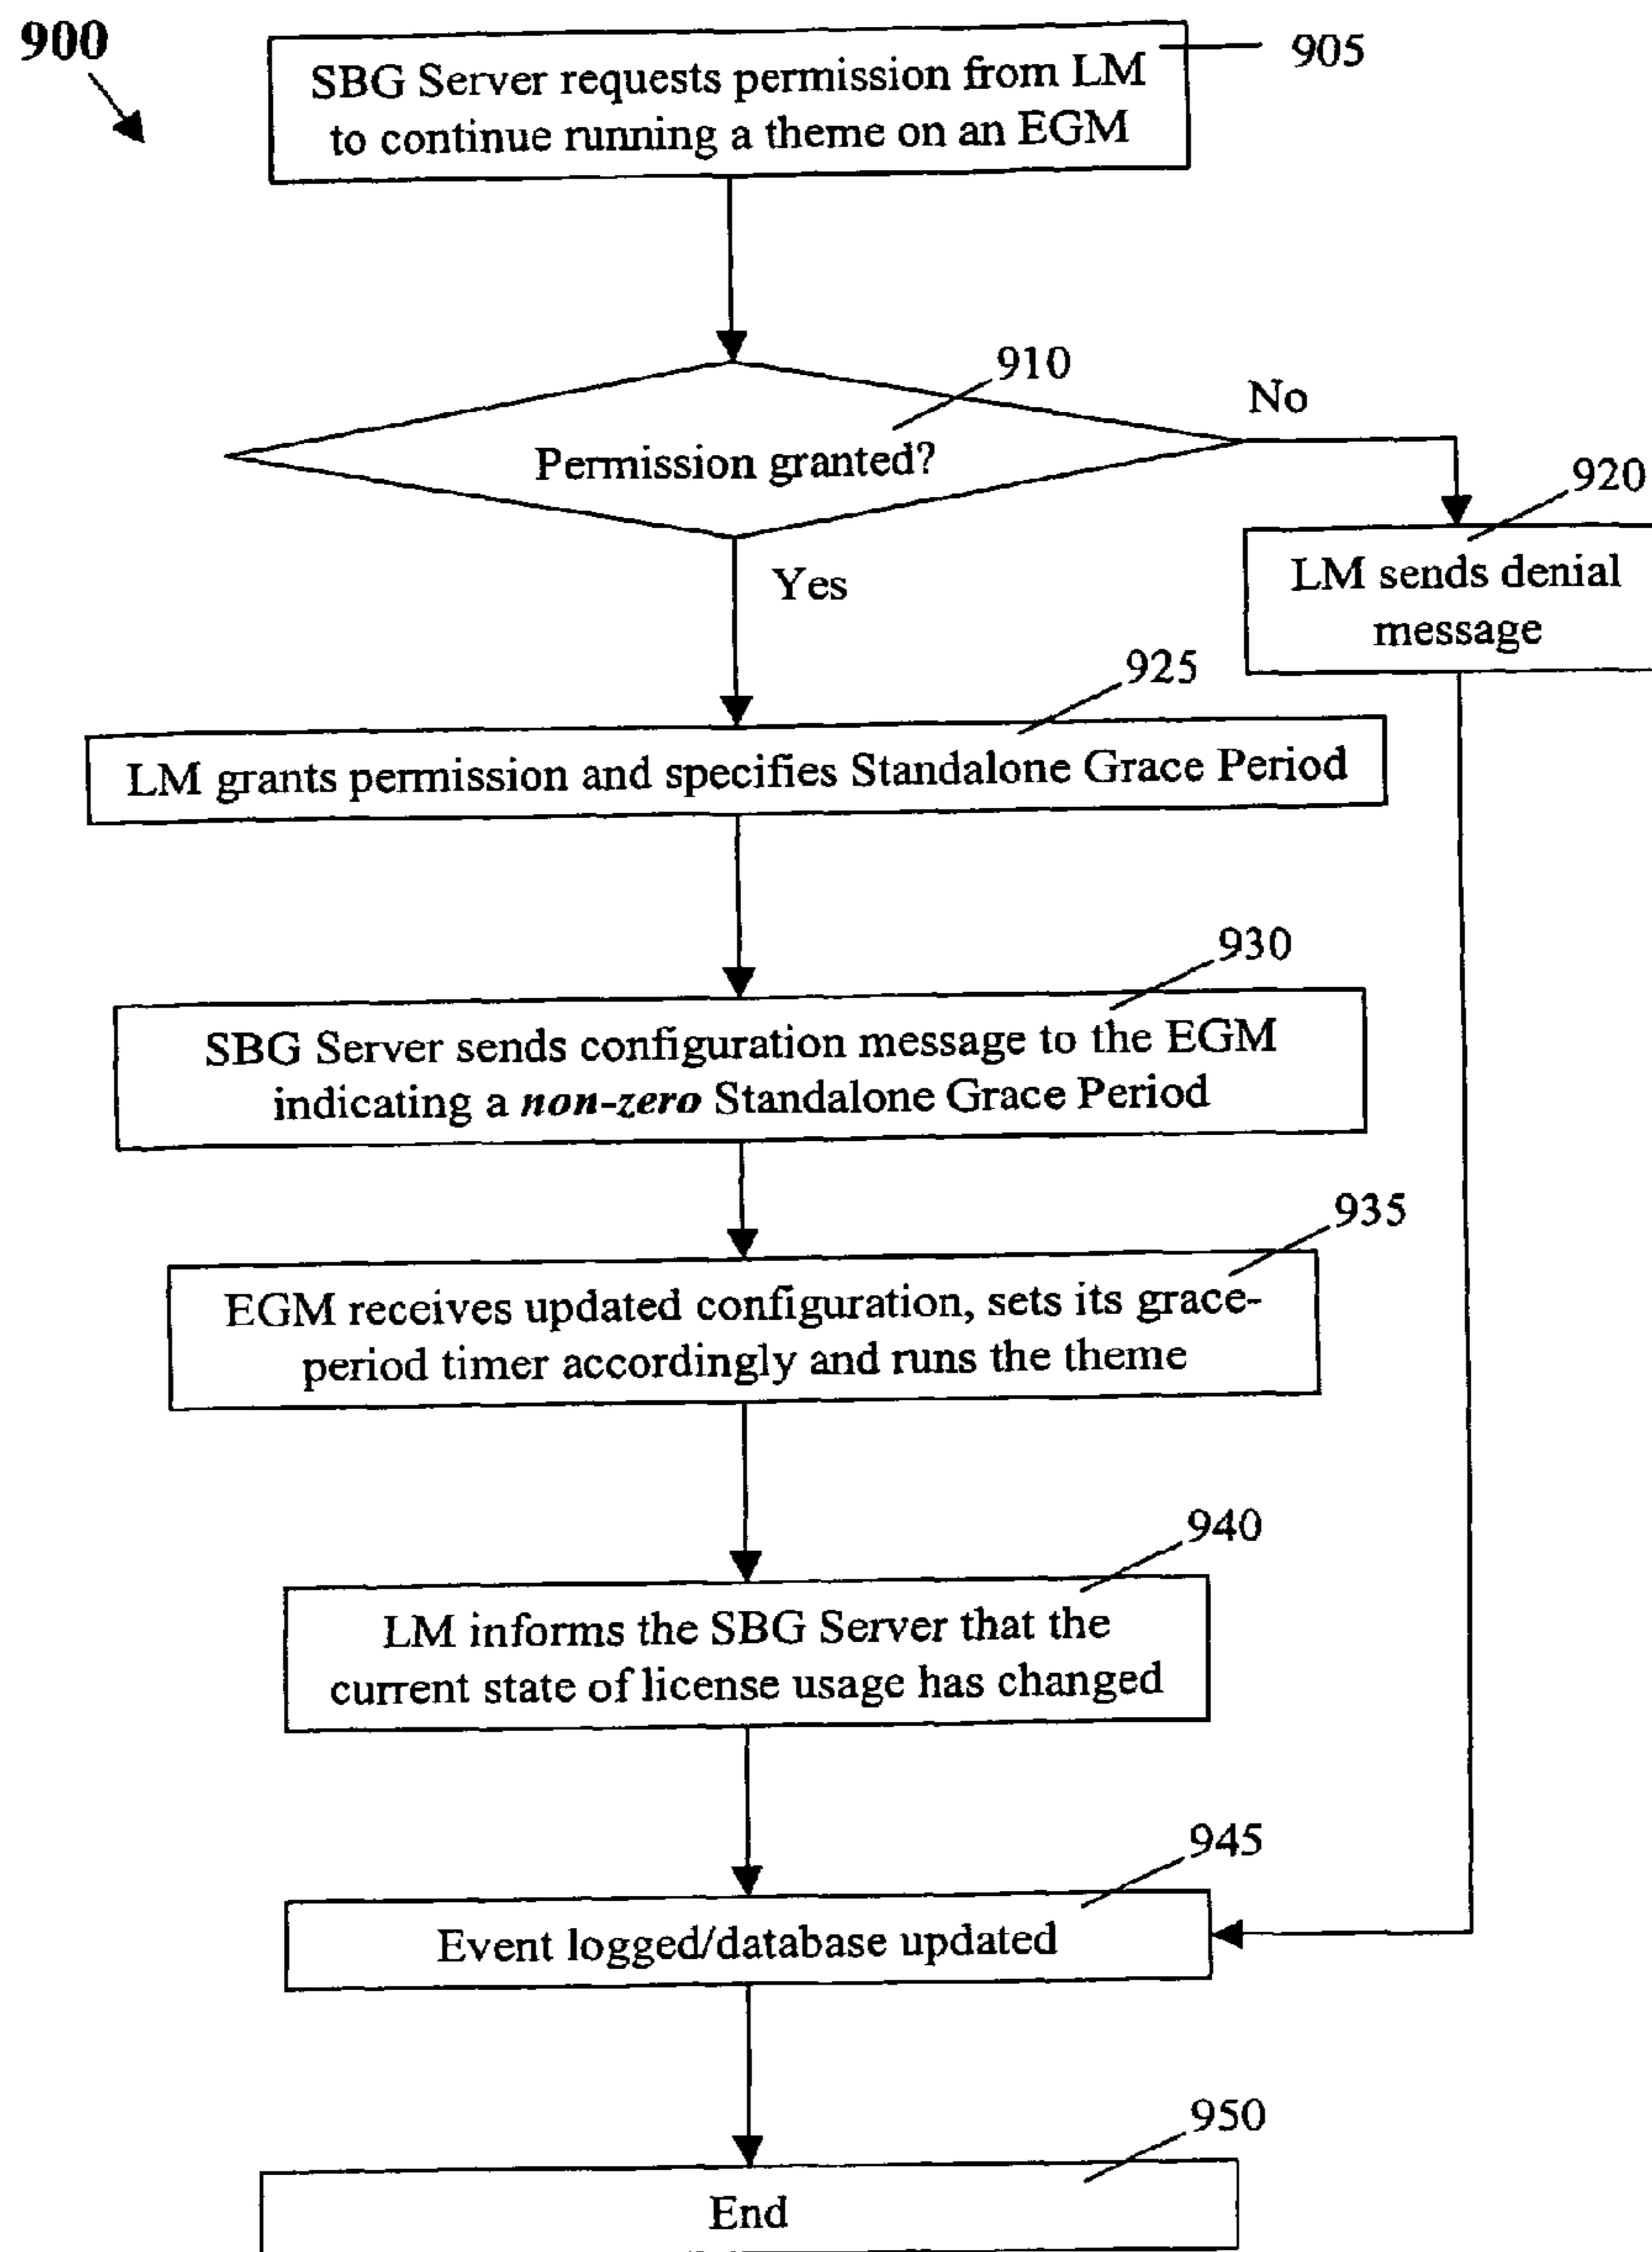 900
905
SBG Server requests permission from LM
to continue running a theme on an EGM
910
No
Permission granted?
920
LM sends denial
message
Yes
925
LM grants permission and specifies Standalone Grace Period
930
SBG Server sends configuration message to the EGM
indicating a non-zero Standalone Grace Period
935
EGM receives updated configuration, sets its grace-
period timer accordingly and runs the theme
940
LM informs the SBG Server that the
current state of license usage has changed
945
Event logged/database updated
950
End